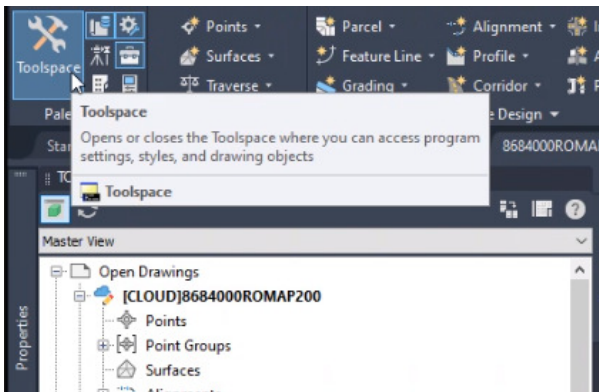 Points
Parcel
Alignment
Surfaces
Feature Line
Profile
Toolspace
Traverse
Grading
Corridor
Toolspace
Opens or closes the Toolspace where you can access program
settings, styles, and drawing objects
Toolspace
Design
8684000ROMA
Master View
Open Drawings
[CLOUD]8684000ROMAP200
Points
Point Groups
Surfaces
Alignments
Properties